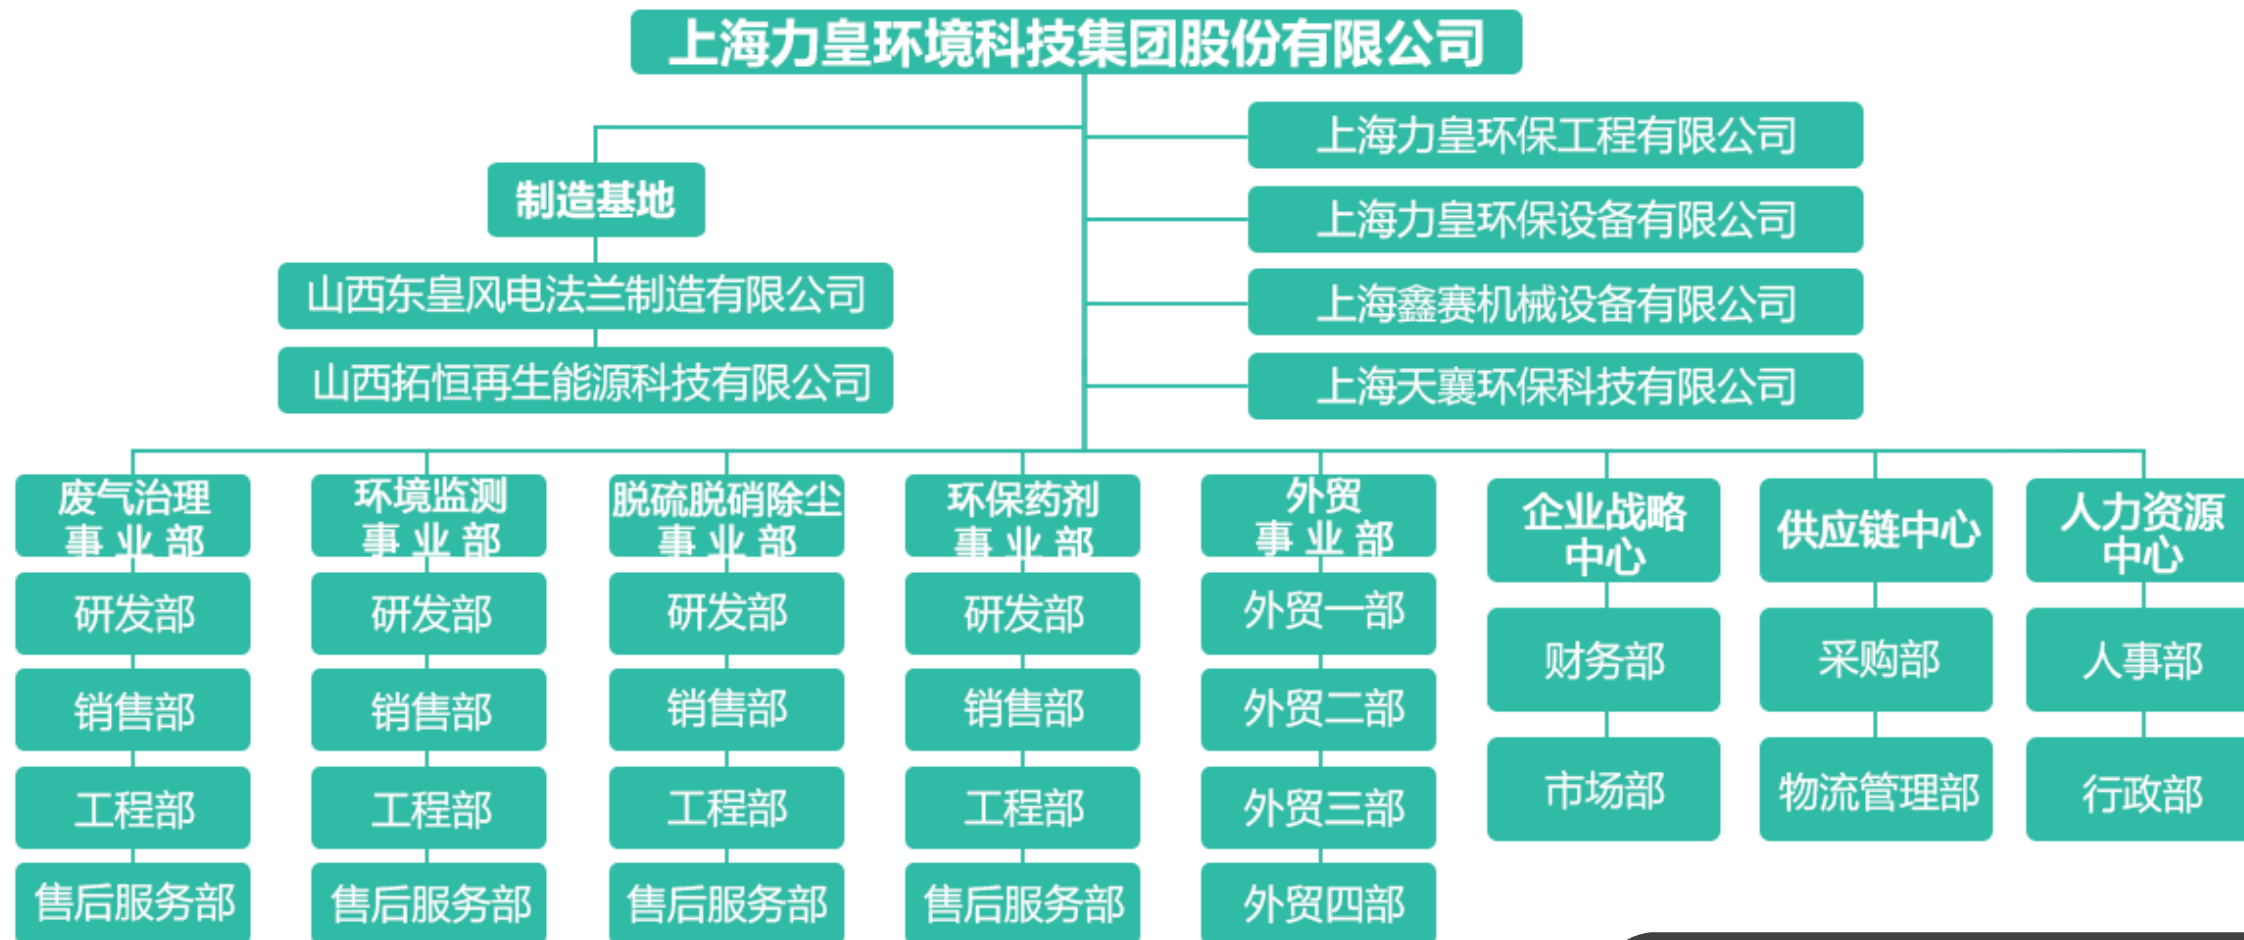 上海力皇环境科技集团股份有限公司
上海力皇环保工程有限公司
制造基地
上海力皇环保设备有限公司
山西东皇风电法兰制造有限公司
上海鑫赛机械设备有限公司
山西拓恒再生能源科技有限公司
上海天襄环保科技有限公司
废气治理
事业部
研发部
销售部
工程部
售后服务部
环境监测
事业部
研发部
销售部
工程部
售后服务部
脱硫脱硝除尘
事业部
研发部
销售部
工程部
售后服务部
环保药剂
事业部
研发部
销售部
工程部
售后服务部
外贸
事业部
外贸一部
外贸二部
外贸三部
外贸四部
企业战略
中心
财务部
市场部
供应链中心
采购部
物流管理部
人力资源
中心
人事部
行政部